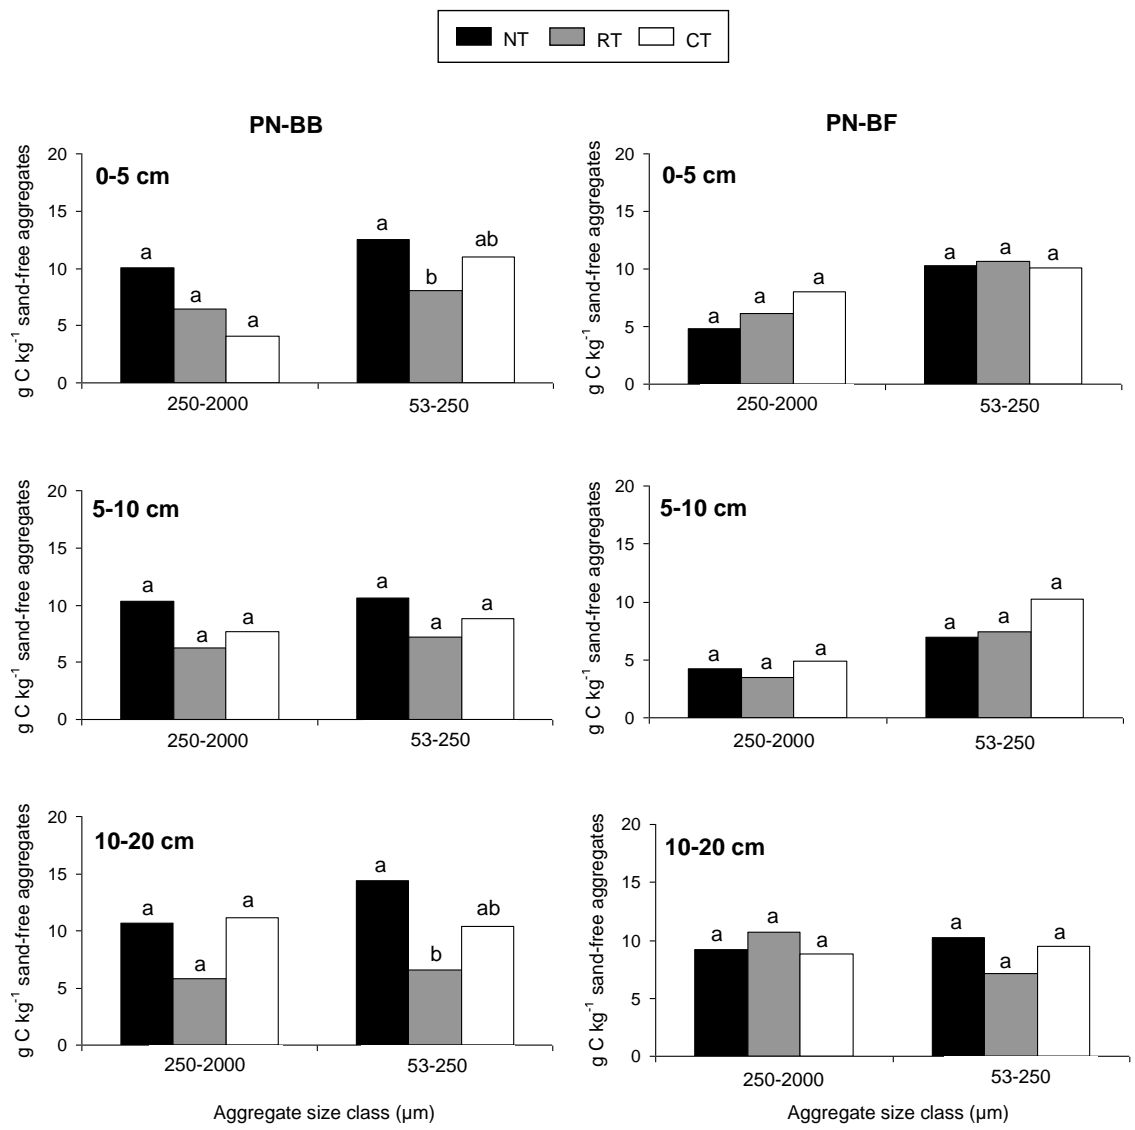 NT RT CT
PN-BB
g C kg-1 sand-free aggregates
20
15
10
5
0
0-5 cm
a a a a b ab
250-2000 53-250
PN-BF
g C kg-1 sand-free aggregates
20
15
10
5
0
0-5 cm
a a a a a a
250-2000 53-250
g C kg-1 sand-free aggregates
20
15
10
5
0
5-10 cm
a a a a a a
250-2000 53-250
g C kg-1 sand-free aggregates
20
15
10
5
0
5-10 cm
a a a a a a
250-2000 53-250
g C kg-1 sand-free aggregates
20
15
10
5
0
10-20 cm
a a a a b ab
250-2000 53-250
Aggregate size class (µm)
g C kg-1 sand-free aggregates
20
15
10
5
0
10-20 cm
a a a a a a
250-2000 53-250
Aggregate size class (µm)